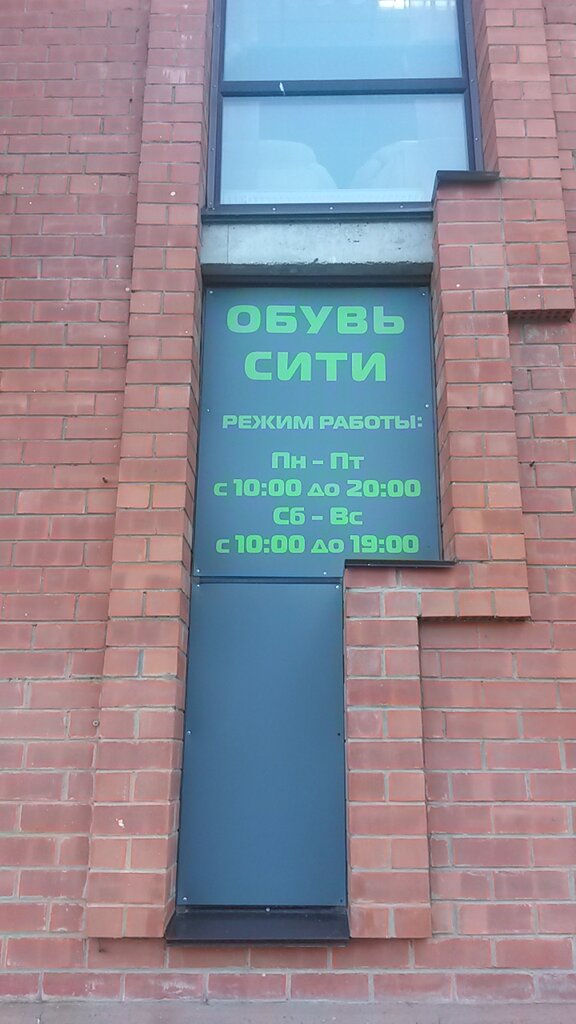 ОБУВЬ
СИТИ
РЕЖИМ РАБОТЫ:
Пн - Пт
с 10:00 до 20:00
Сб - Вс
с 10:00 до 19:00